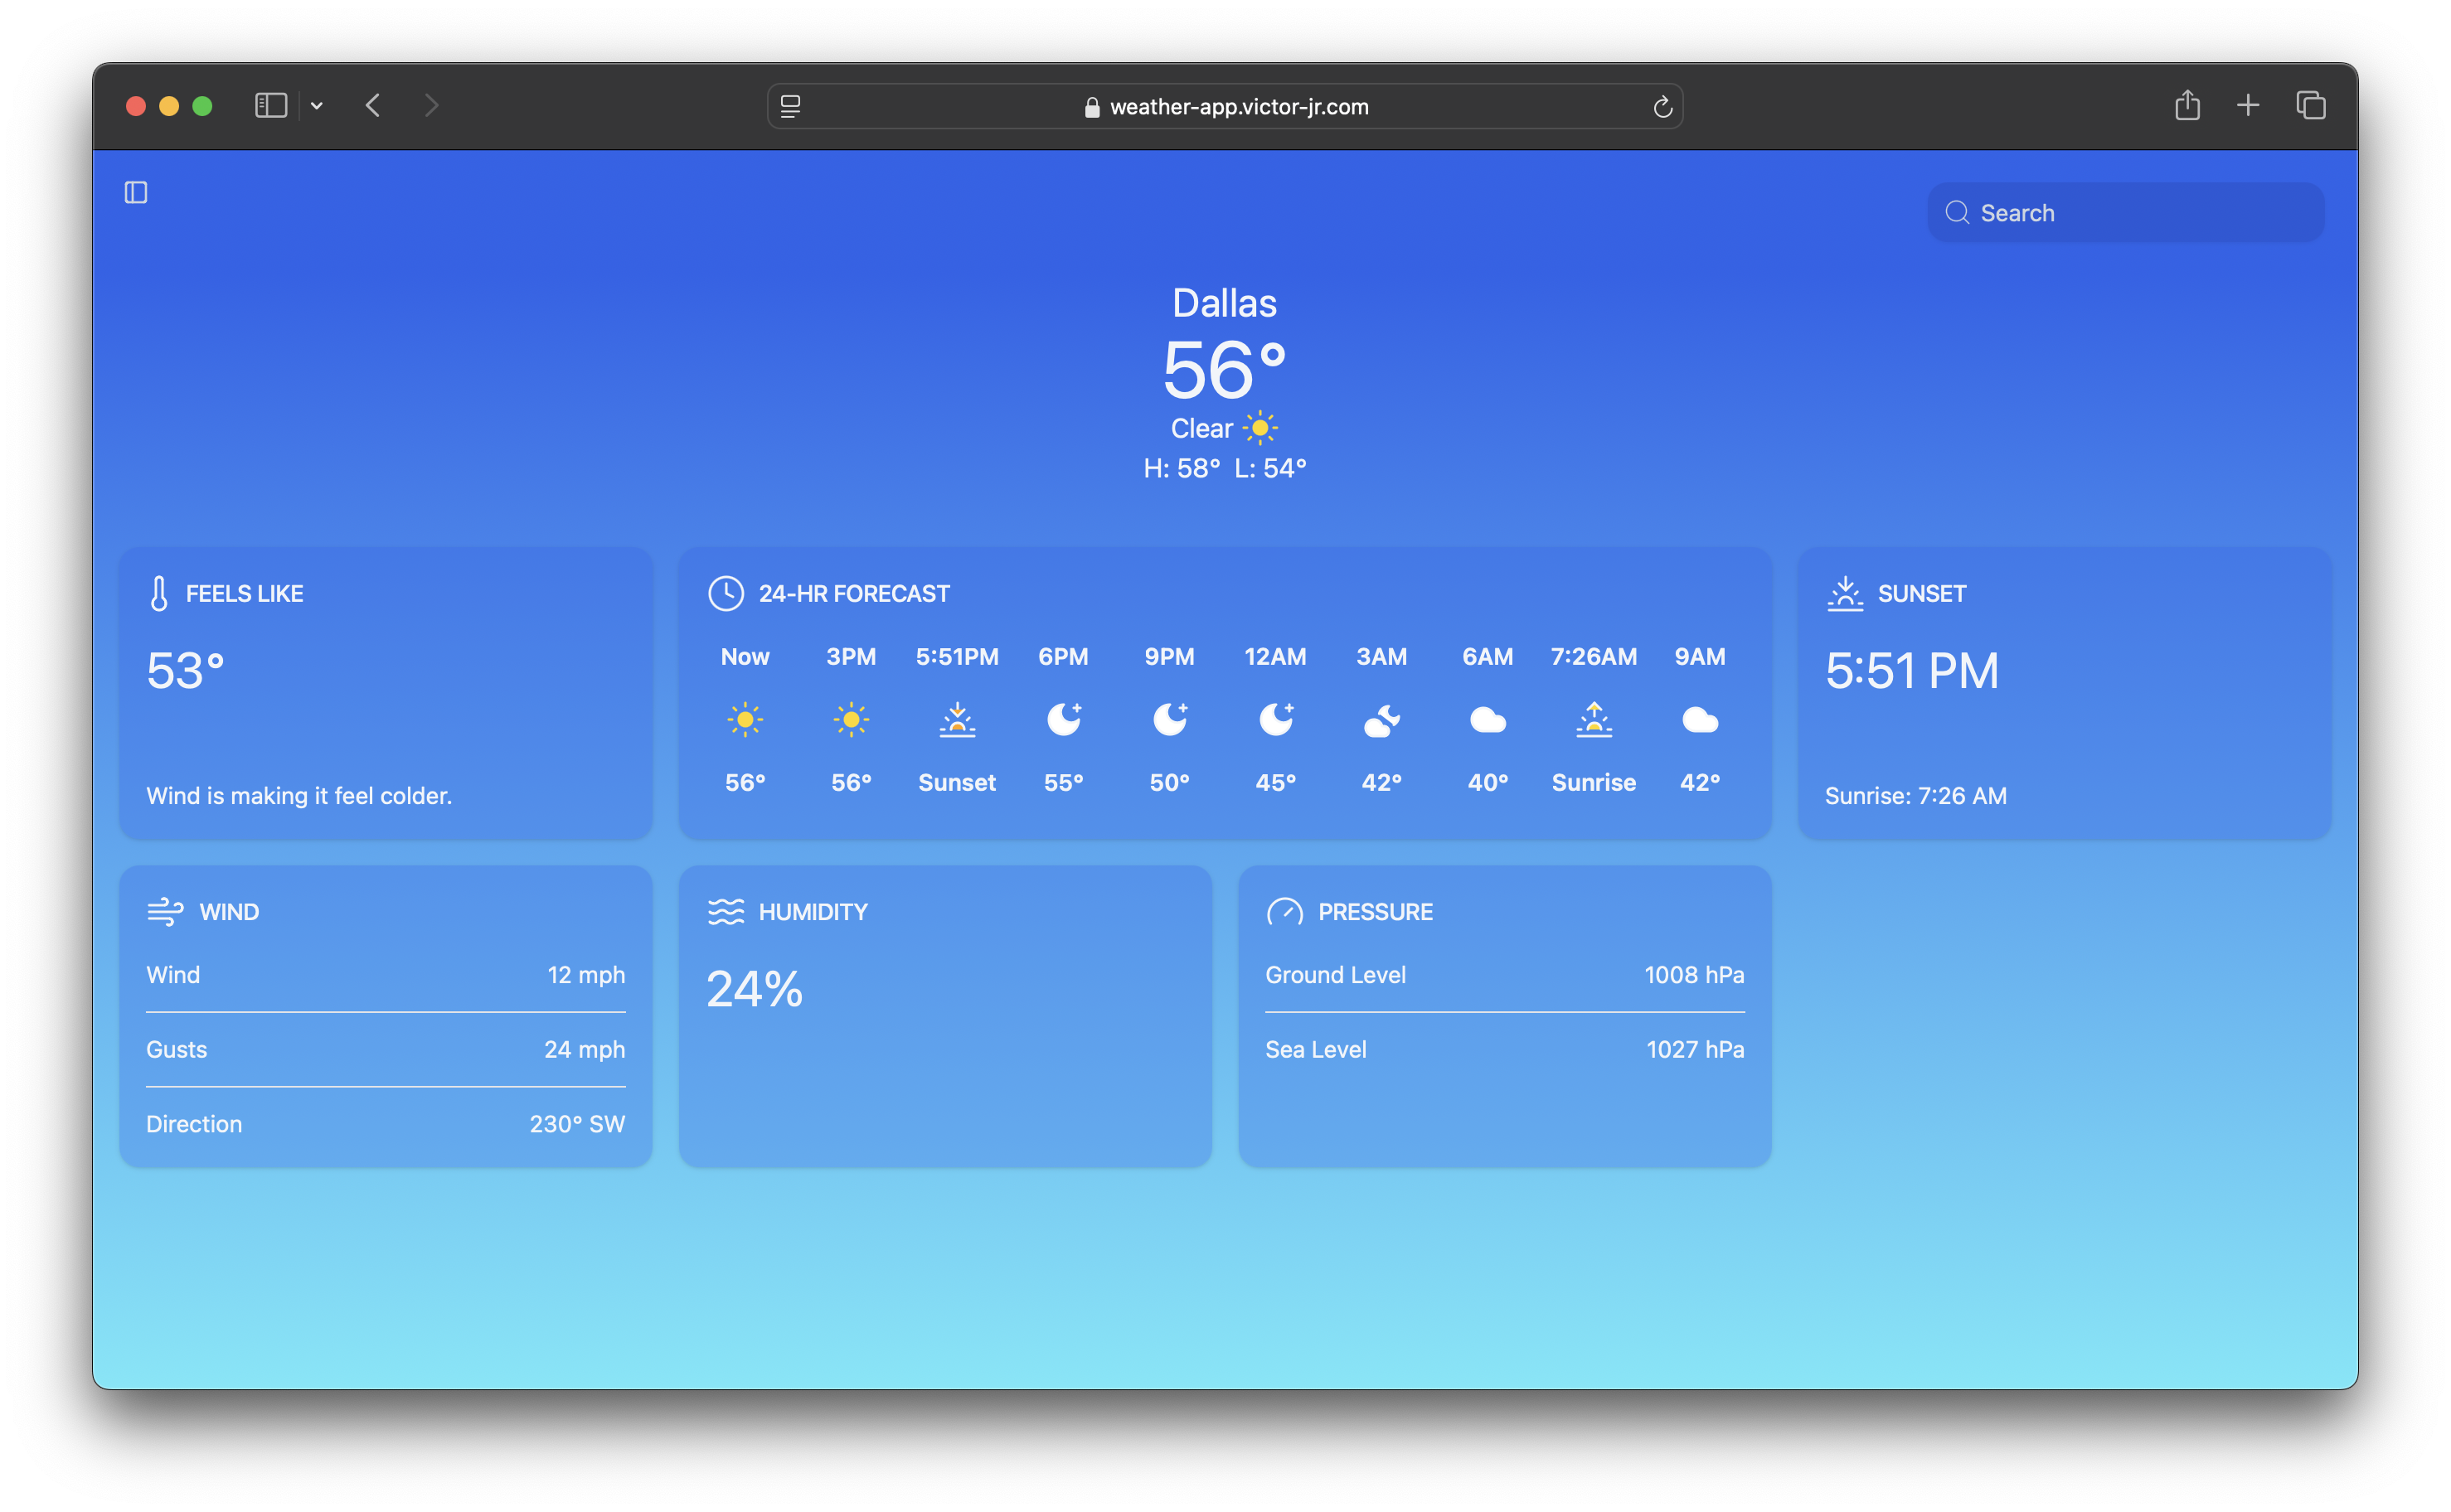 weather-app.victor-jr.com
Search
Dallas
56°
Clear
H: 58° L: 54°
FEELS LIKE
53°
Wind is making it feel colder.
24-HR FORECAST
Now 3PM 5:51PM 6PM 9PM 12AM 3AM 6AM 7:26AM 9AM
56° 56° Sunset 55° 50° 45° 42° 40° Sunrise 42°
SUNSET
5:51 PM
Sunrise: 7:26 AM
WIND
Wind 12 mph
Gusts 24 mph
Direction 230° SW
HUMIDITY
24%
PRESSURE
Ground Level 1008 hPa
Sea Level 1027 hPa